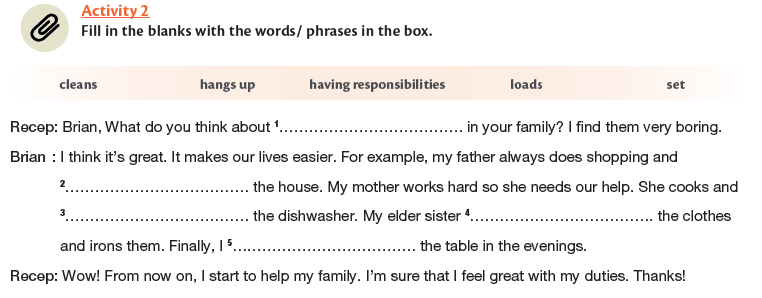 Activity 2
Fill in the blanks with the words/ phrases in the box.
cleans hangs up having responsibilities loads set
Recep: Brian, What do you think about 1..................................... in your family? I find them very boring.
Brian : I think it's great. It makes our lives easier. For example, my father always does shopping and
2..................................... the house. My mother works hard so she needs our help. She cooks and
3..................................... the dishwasher. My elder sister 4..................................... the clothes
and irons them. Finally, I 5..................................... the table in the evenings.
Recep: Wow! From now on, I start to help my family. I'm sure that I feel great with my duties. Thanks!